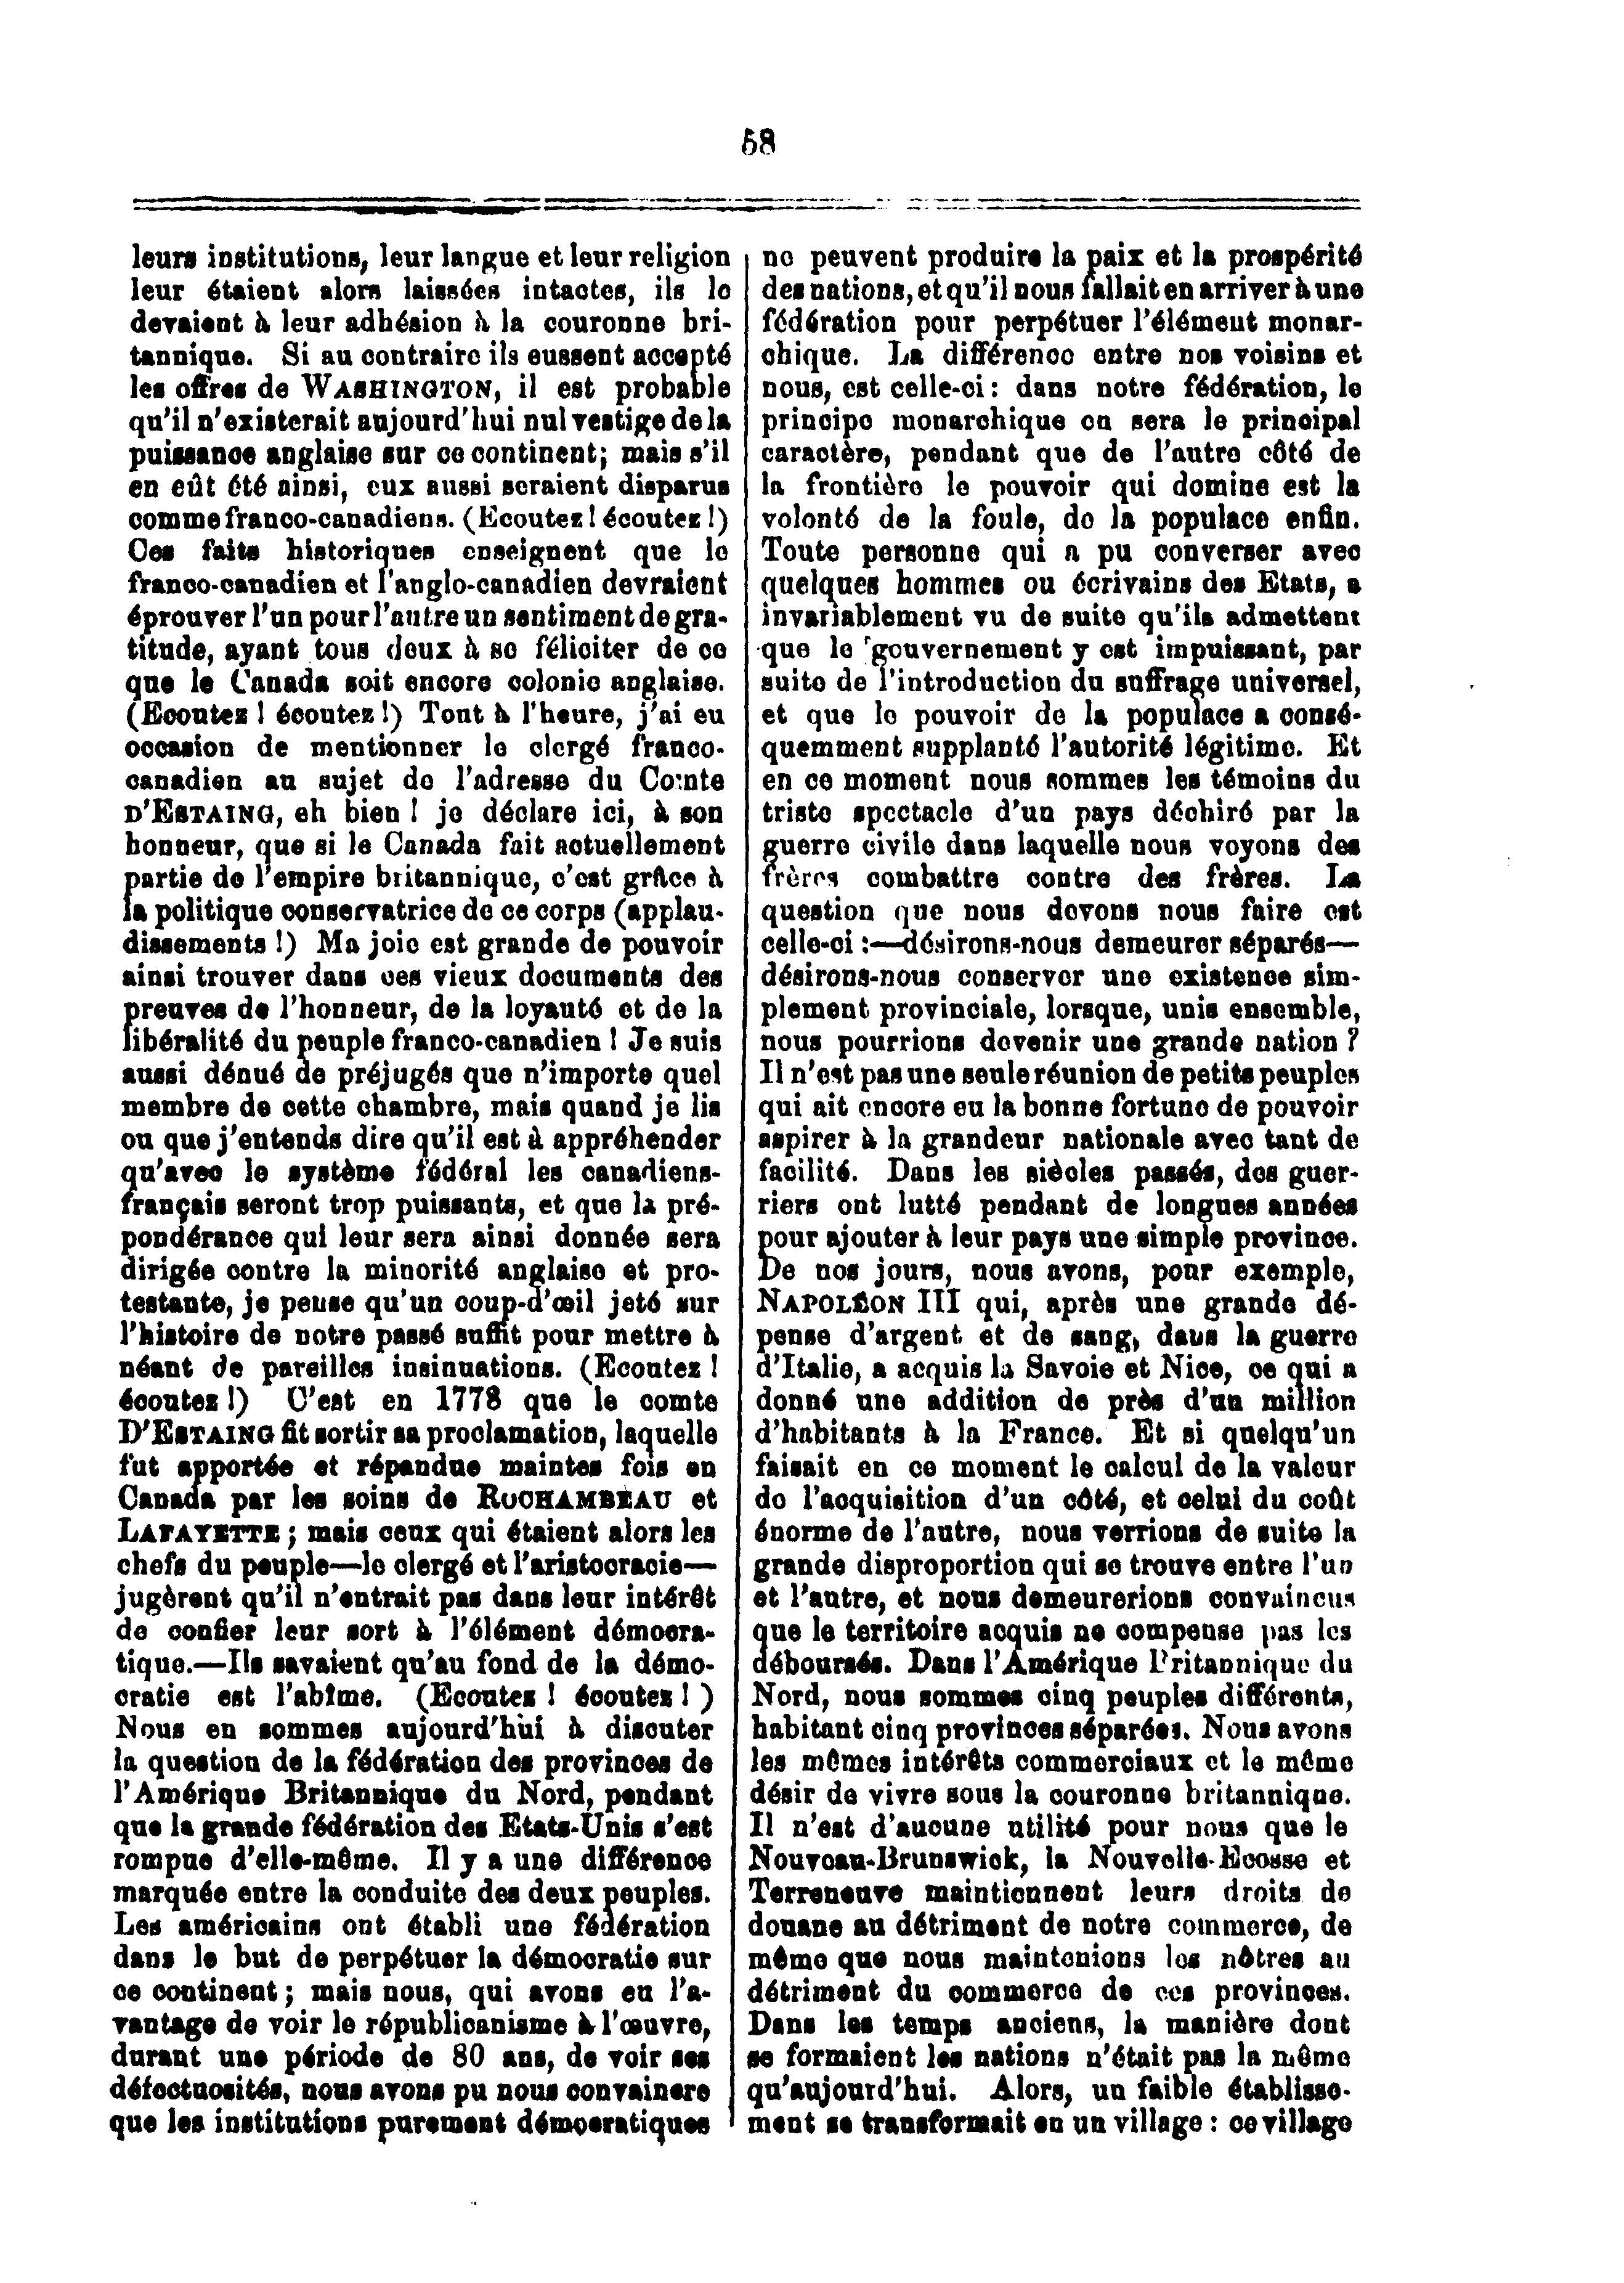 58
leurs institutions, leur langue et leur religion
leur étaient alors laissées intactes, ils le
devaient à leur adhésion à la couronne bri-
tannique. Si au contraire ils eussent accepté
les offres de WASHINGTON, il est probable
qu'il n'existerait aujourd'hui nul vestige de la
puissance anglaise sur ce continent; mais s'il
en eût été ainsi, eux aussi seraient disparus
comme franco-canadiens. (Ecoutez ! écoutez !)
Ces faits historiques enseignent que le
franco-canadien et l'anglo-canadien devraient
éprouver l'un pour l'autre un sentiment de gra-
titude, ayant tous deux à se féliciter de ce
que le Canada soit encore colonie anglaise.
(Ecoutez ! écoutez !) Tout à l'heure, j'ai eu
occasion de mentionner le clergé franco-
canadien au sujet de l'adresse du Comte
D'ESTAING, eh bien ! je déclare ici, à son
honneur, que si le Canada fait actuellement
partie de l'empire britannique, c'est grâce à
la politique conservatrice de ce corps (applau-
dissements !) Ma joie est grande de pouvoir
ainsi trouver dans ces vieux documents des
preuves de l'honneur, de la loyauté et de la
libéralité du peuple franco-canadien ! Je suis
aussi dénué de préjugés que n'importe quel
membre de cette chambre, mais quand je lis
ou que j'entends dire qu'il est à appréhender
qu'avec le système fédéral les canadiens-
français seront trop puissants, et que la pré-
pondérance qui leur sera ainsi donnée sera
dirigée contre la minorité anglaise et pro-
testante, je pense qu'un coup-d'œil jeté sur
l'histoire de notre passé suffit pour mettre à
néant de pareilles insinuations. (Ecoutez !
écoutez !) C'est en 1778 que le comte
D'ESTAING fit sortir sa proclamation, laquelle
fut apportée et répandue maintes fois en
Canada par les soins de ROCHAMBEAU et
LAFAYETTE ; mais ceux qui étaient alors les
chefs du peuple—le clergé et l'aristocracie—
jugèrent qu'il n'entrait pas dans leur intérêt
de confier leur sort à l'élément démocra-
tique.—Ils savaient qu'au fond de la démo-
cratie est l'abîme. (Ecoutez ! écoutez ! )
Nous en sommes aujourd'hui à discuter
la question de la fédération des provinces de
l'Amérique Britannique du Nord, pendant
que la grande fédération des Etats-Unis s'est
rompue d'elle-même. Il y a une différence
marquée entre la conduite des deux peuples.
Les américains ont établi une fédération
dans le but de perpétuer la démocratie sur
ce continent ; mais nous, qui avons eu l'a-
vantage de voir le républicanisme à l'œuvre,
durant une période de 80 ans, de voir ses
défectuosités, nous avons pu nous convaincre
que les institutions purement démocratiques
ne peuvent produire la paix et la prospérité
des nations, et qu'il nous fallait en arriver à une
fédération pour perpétuer l'élément monar-
chique. La différence entre nos voisins et
nous, est celle-ci : dans notre fédération, le
principe monarchique en sera le principal
caractère, pendant que de l'autre côté de
la frontière le pouvoir qui domine est la
volonté de la foule, de la populace enfin.
Toute personne qui a pu converser avec
quelques hommes ou écrivains des Etats, a
invariablement vu de suite qu'ils admettent
que le gouvernement y est impuissant, par
suite de l'introduction du suffrage universel,
et que le pouvoir de la populace a consé-
quemment supplanté l'autorité légitime. Et
en ce moment nous sommes les témoins du
triste spectacle d'un pays déchiré par la
guerre civile dans laquelle nous voyons des
frères combattre contre des frères. La
question que nous devons nous faire est
celle-ci :—désirons-nous demeurer séparés—
désirons-nous conserver une existence sim-
plement provinciale, lorsque, unis ensemble,
nous pourrions devenir une grande nation ?
Il n'est pas une seule réunion de petits peuples
qui ait encore eu la bonne fortune de pouvoir
aspirer à la grandeur nationale avec tant de
facilité. Dans les siècles passés, des guer-
riers ont lutté pendant de longues années
pour ajouter à leur pays une simple province.
De nos jours, nous avons, pour exemple,
NAPOLÉON III qui, après une grande dé-
pense d'argent et de sang, dans la guerre
d'Italie, a acquis la Savoie et Nice, ce qui a
donné une addition de près d'un million
d'habitants à la France. Et si quelqu'un
faisait en ce moment le calcul de la valeur
de l'acquisition d'un côté, et celui du coût
énorme de l'autre, nous verrions de suite la
grande disproportion qui se trouve entre l'un
et l'autre, et nous demeurerions convaincus
que le territoire acquis ne compense pas les
déboursés. Dans l'Amérique Britannique du
Nord, nous sommes cinq peuples différents,
habitant cinq provinces séparées. Nous avons
les mêmes intérêts commerciaux et le même
désir de vivre sous la couronne britannique.
Il n'est d'aucune utilité pour nous que le
Nouveau-Brunswick, la Nouvelle-Ecosse et
Terreneuve maintiennent leurs droits de
douane au détriment de notre commerce, de
même que nous maintenions les nôtres au
détriment du commerce de ces provinces.
Dans les temps anciens, la manière dont
se formaient les nations n'était pas la même
qu'aujourd'hui. Alors, un faible établisse-
ment se transformait en un village : ce village